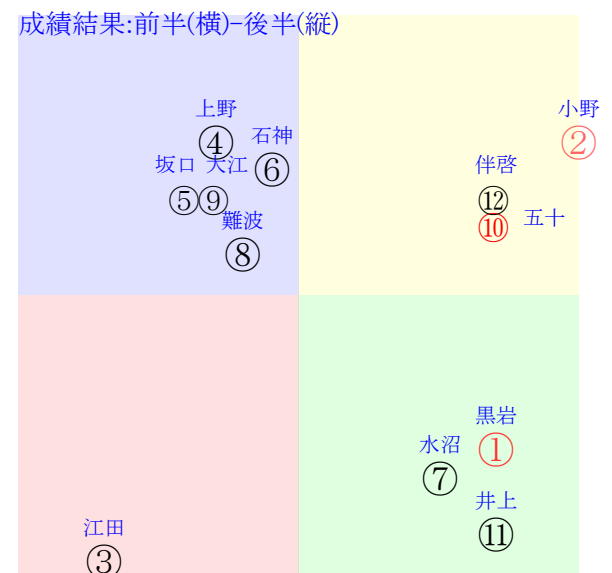 成績結果:前半(横)-後半(縦)
上野
小野
④
石神
②
坂口
大江
⑥
伴啓
⑤
⑨
⑫
難波
⑩
五十
⑧
黒岩
水沼
①
⑦
井上
⑪
江田
③